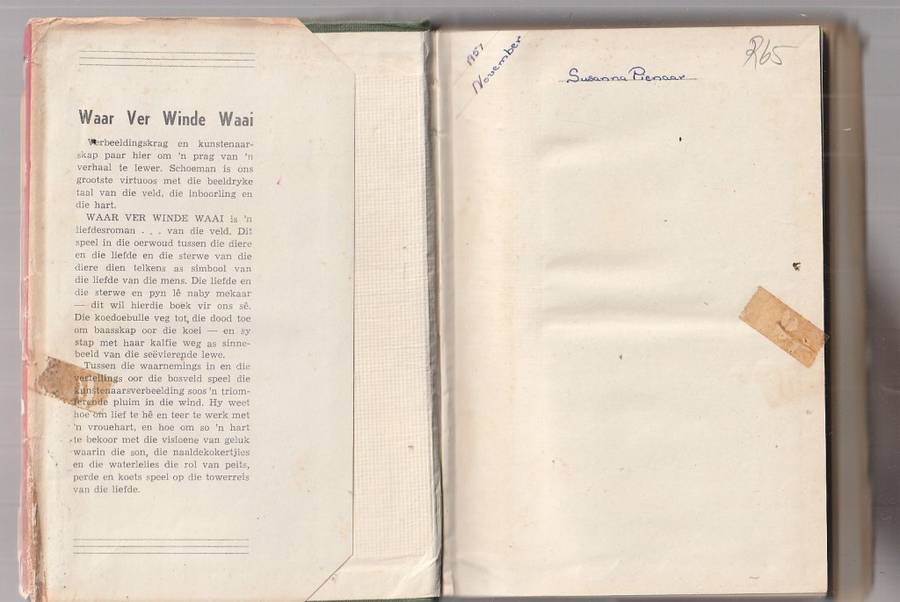 Waar Ver Winde Waai
Verbeeldingskrag en kunstenaar-
skap paar hier om 'n prag van 'n
verhaal te lewer. Schoeman is ons
grootste virtuoos met die beeldryke
taal van die veld, die inboorling en
die hart.
WAAR VER WINDE WAAI is 'n
liefdesroman . . . van die veld. Dit
speel in die oerwoud tussen die diere
en die liefde en die sterwe van die
diere dien telkens as simbool van
die liefde van die mens. Die liefde en
die sterwe en pyn lê naby mekaar
— dit wil hierdie boek vir ons sê.
Die koedoebulle veg tot die dood toe
om baasskap oor die koei — en sy
stap met haar kalfie weg as sinne-
beeld van die seëvierende lewe.
Tussen die waarnemings in en die
vertellings oor die bosveld speel die
kunstenaarsverbeelding soos 'n triom-
ferende pluim in die wind. Hy weet
hoe om lief te hê en teer te werk met
'n vrouehart, en hoe om so 'n hart
te bekoor met die visioene van geluk
waarin die son, die naaldekokertjies
en die waterlelies die rol van peits,
perde en koets speel op die towerreis
van die liefde.
1957
November
Susanna Pienaar
R65